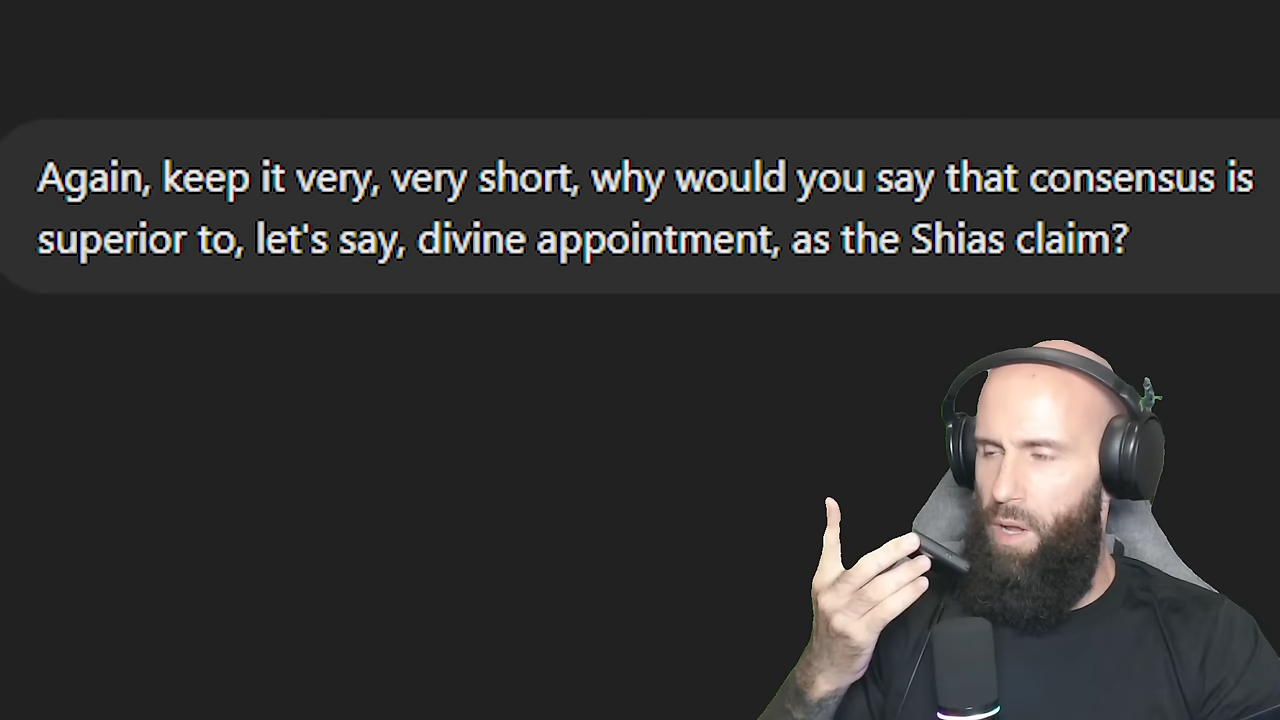 Again, keep it very, very short, why would you say that consensus is
superior to, let's say, divine appointment, as the Shias claim?